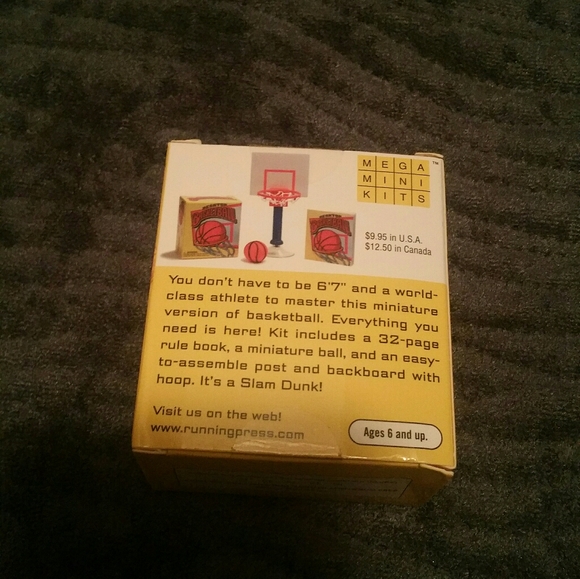 MEGA™
MINI
KITS
$9.95 in U.S.A.
$12.50 in Canada
You don't have to be 6'7" and a world-
class athlete to master this miniature
version of basketball. Everything you
need is here! Kit includes a 32-page
rule book, a miniature ball, and an easy-
to-assemble post and backboard with
hoop. It's a Slam Dunk!
Visit us on the web!
www.runningpress.com
Ages 6 and up.